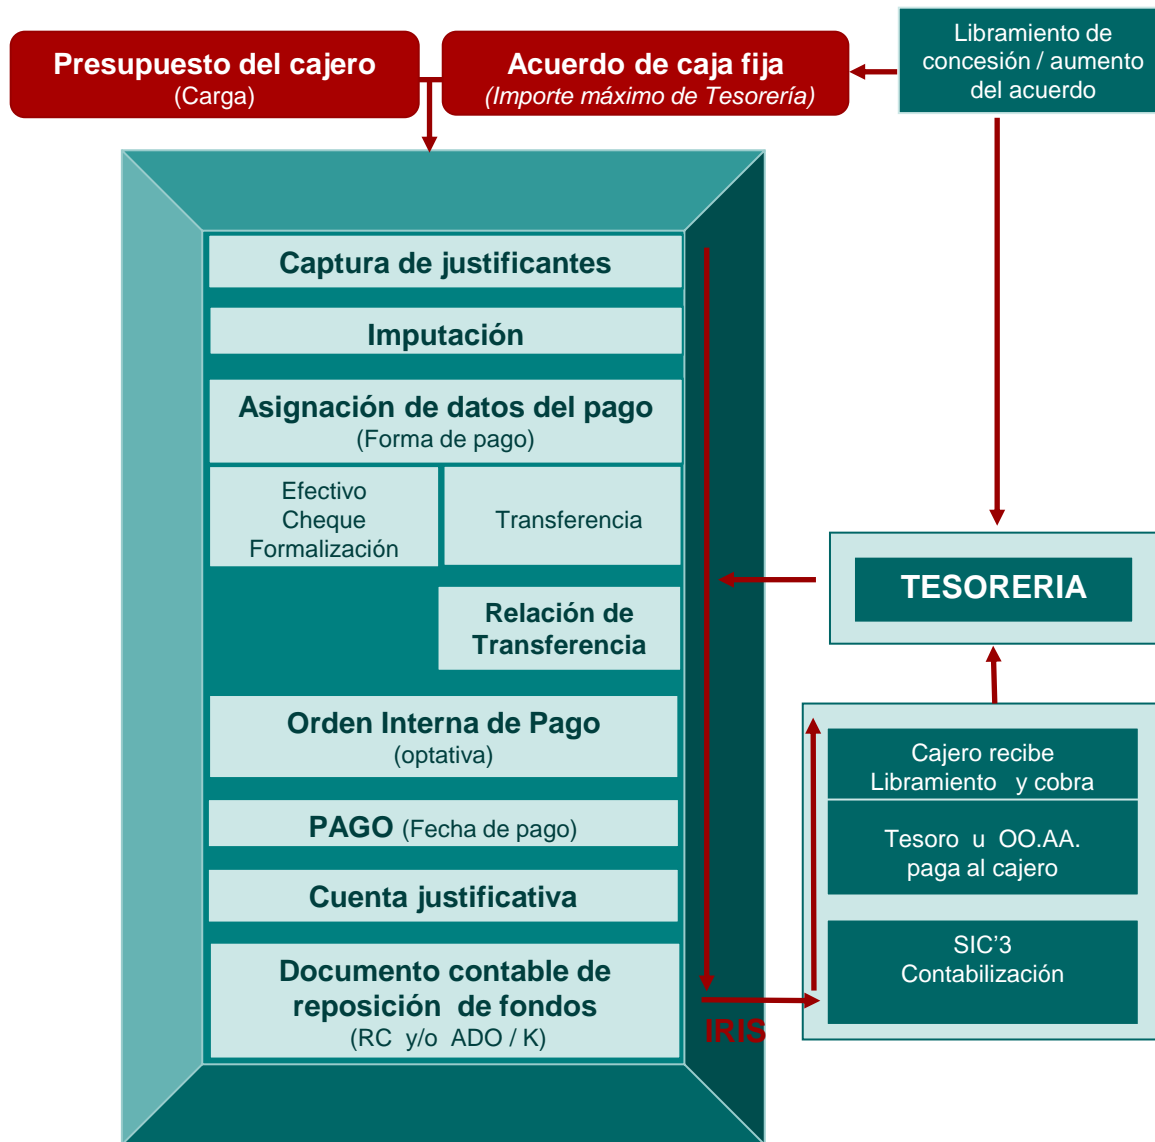 Presupuesto del cajero
(Carga)
Acuerdo de caja fija
(Importe máximo de Tesorería)
Libramiento de
concesión / aumento
del acuerdo
Captura de justificantes
Imputación
Asignación de datos del pago
(Forma de pago)
Efectivo
Cheque
Formalización
Transferencia
Relación de
Transferencia
Orden Interna de Pago
(optativa)
PAGO (Fecha de pago)
Cuenta justificativa
Documento contable de
reposición de fondos
(RC y/o ADO / K)
IRIS
TESORERIA
Cajero recibe
Libramiento y cobra
Tesoro u OO.AA.
paga al cajero
SIC’3
Contabilización